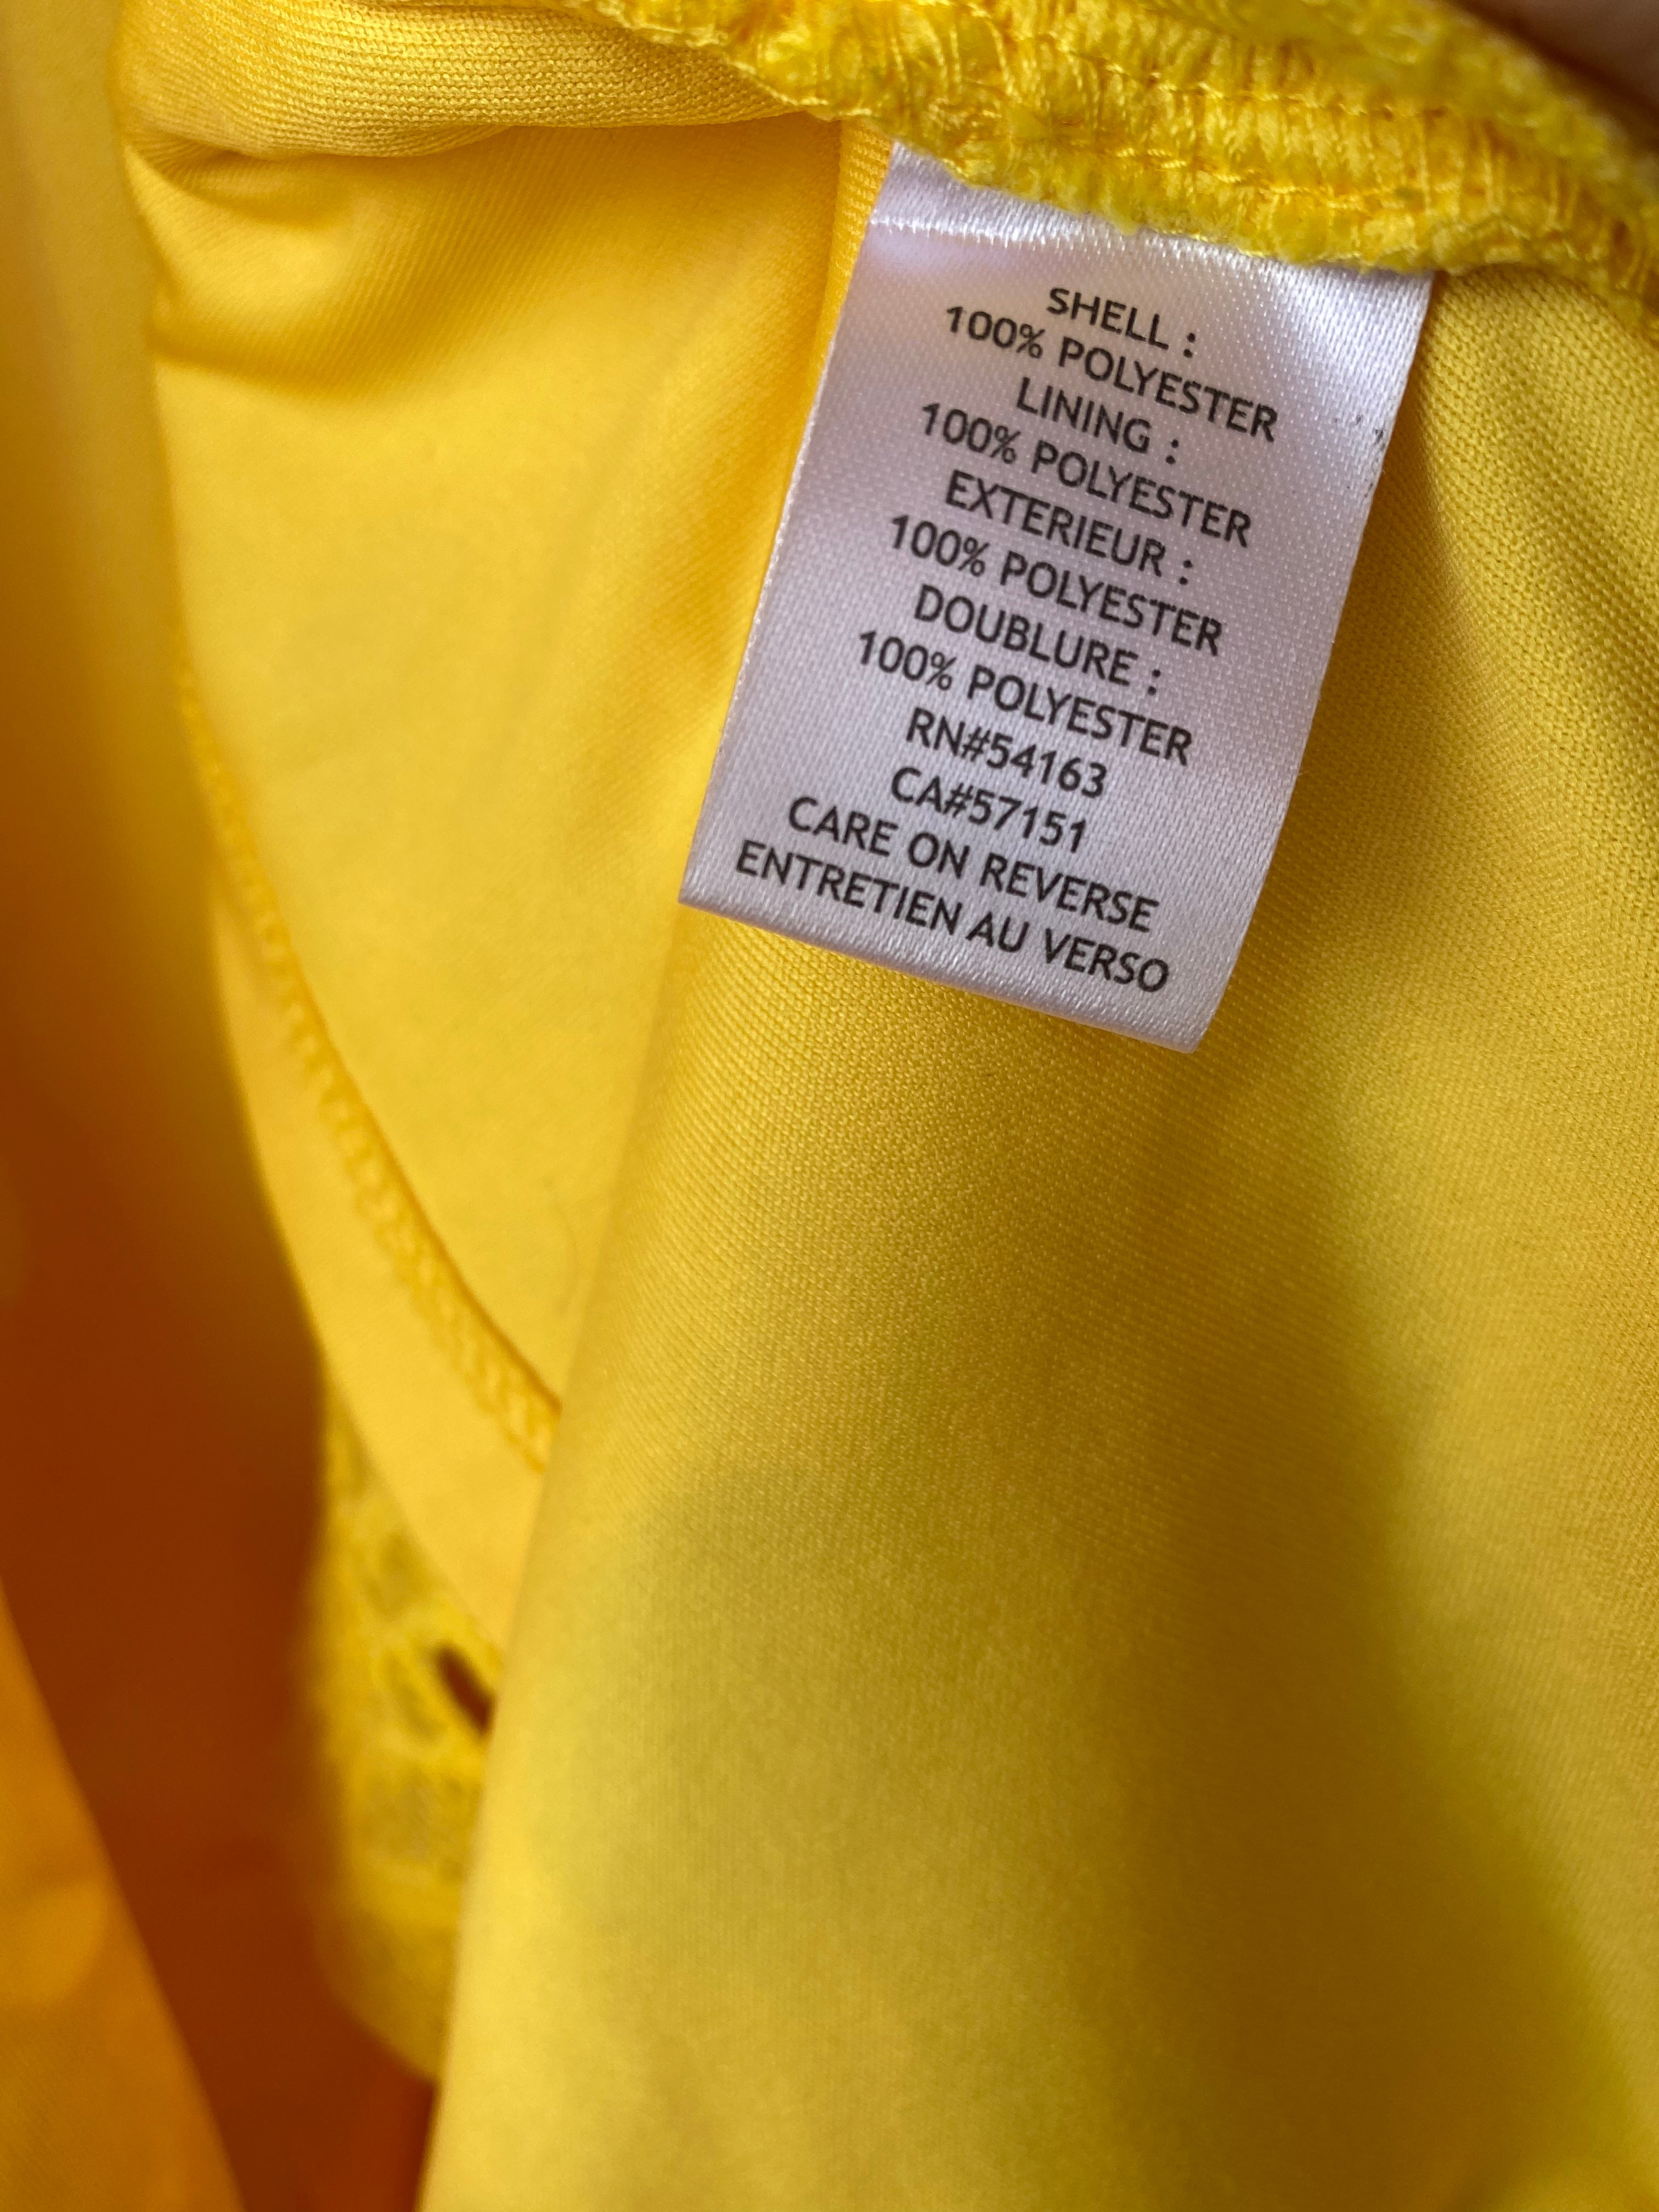 SHELL :
100% POLYESTER
LINING :
100% POLYESTER
EXTERIEUR :
100% POLYESTER
DOUBLURE :
100% POLYESTER
RN#54163
CA#57151
CARE ON REVERSE
ENTRETIEN AU VERSO